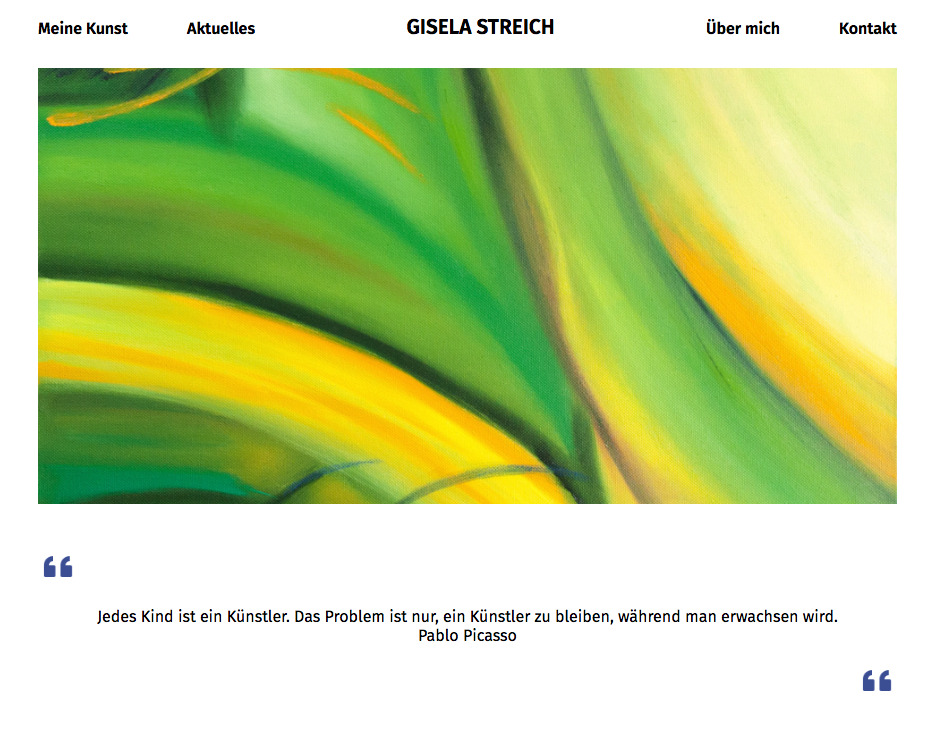 Meine Kunst Aktuelles GISELA STREICH Über mich Kontakt
“
Jedes Kind ist ein Künstler. Das Problem ist nur, ein Künstler zu bleiben, während man erwachsen wird.
Pablo Picasso
“